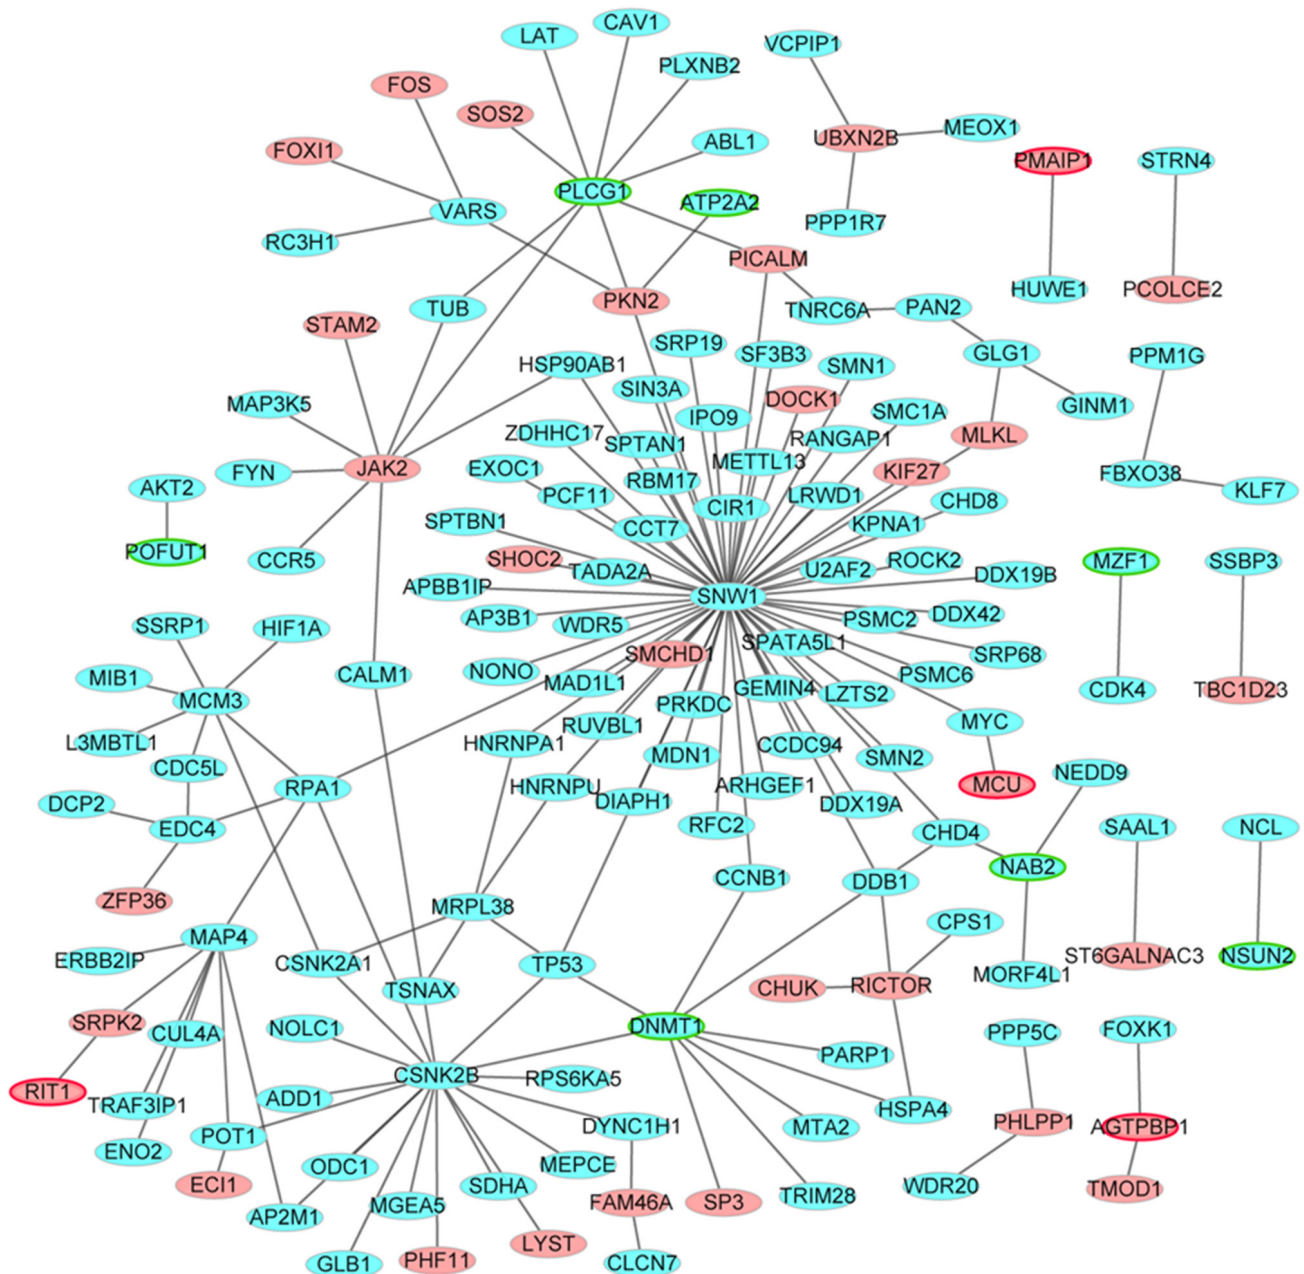 CAV1
LAT
VCPIP1
PLXNB2
FOS
SOS2
MEOX1
UBXN2B
ABL1
FOXI1
PMAIP1
STRN4
PLCG1
ATP2A2
VARS
PPP1R7
RC3H1
PICALM
HUWE1
PCOLCE2
PKN2
TUB
TNRC6A
PAN2
STAM2
SRP19
SF3B3
GLG1
PPM1G
HSP90AB1
SMN1
SIN3A
MAP3K5
DOCK1
GINM1
IPO9
SMC1A
ZDHHC17
SPTAN1
RANGAP1
MLKL
METTL13
FYN
JAK2
EXOC1
KIF27
FBXO38
RBM17
AKT2
PCF11
LRWD1
KLF7
CIR1
CHD8
SPTBN1
CCT7
KPNA1
POFUT1
CCR5
SHOC2
TADA2A
U2AF2
ROCK2
DDX19B
MZF1
SSBP3
APBB1IP
SNW1
AP3B1
WDR5
PSMC2
DDX42
SSRP1
HIF1A
SPATA5L1
SMCHD1
SRP68
NONO
MAD1L1
PSMC6
MIB1
CALM1
GEMIN4
LZTS2
CDK4
TBC1D23
MCM3
PRKDC
MYC
L3MBTL1
HNRNPA1
RUVBL1
CCDC94
CDC5L
MDN1
SMN2
NEDD9
RPA1
HNRNPU
ARHGEF1
MCU
DCP2
DIAPH1
DDX19A
EDC4
RFC2
CHD4
SAAL1
NCL
NAB2
CCNB1
DDB1
ZFP36
MRPL38
CPS1
MAP4
ERBB2IP
CSNK2A1
TP53
ST6GALNAC3
NSUN2
MORF4L1
TSNAX
CHUK
RICTOR
SRPK2
CUL4A
NOLC1
DNMT1
PPP5C
FOXK1
PARP1
CSNK2B
RPS6KA5
RIT1
ADD1
TRAF3IP1
HSPA4
DYNC1H1
MTA2
PHLPP1
AGTPBP1
POT1
ENO2
ODC1
MEPCE
ECI1
SDHA
WDR20
TMOD1
TRIM28
MGEA5
FAM46A
SP3
AP2M1
LYST
GLB1
PHF11
CLCN7